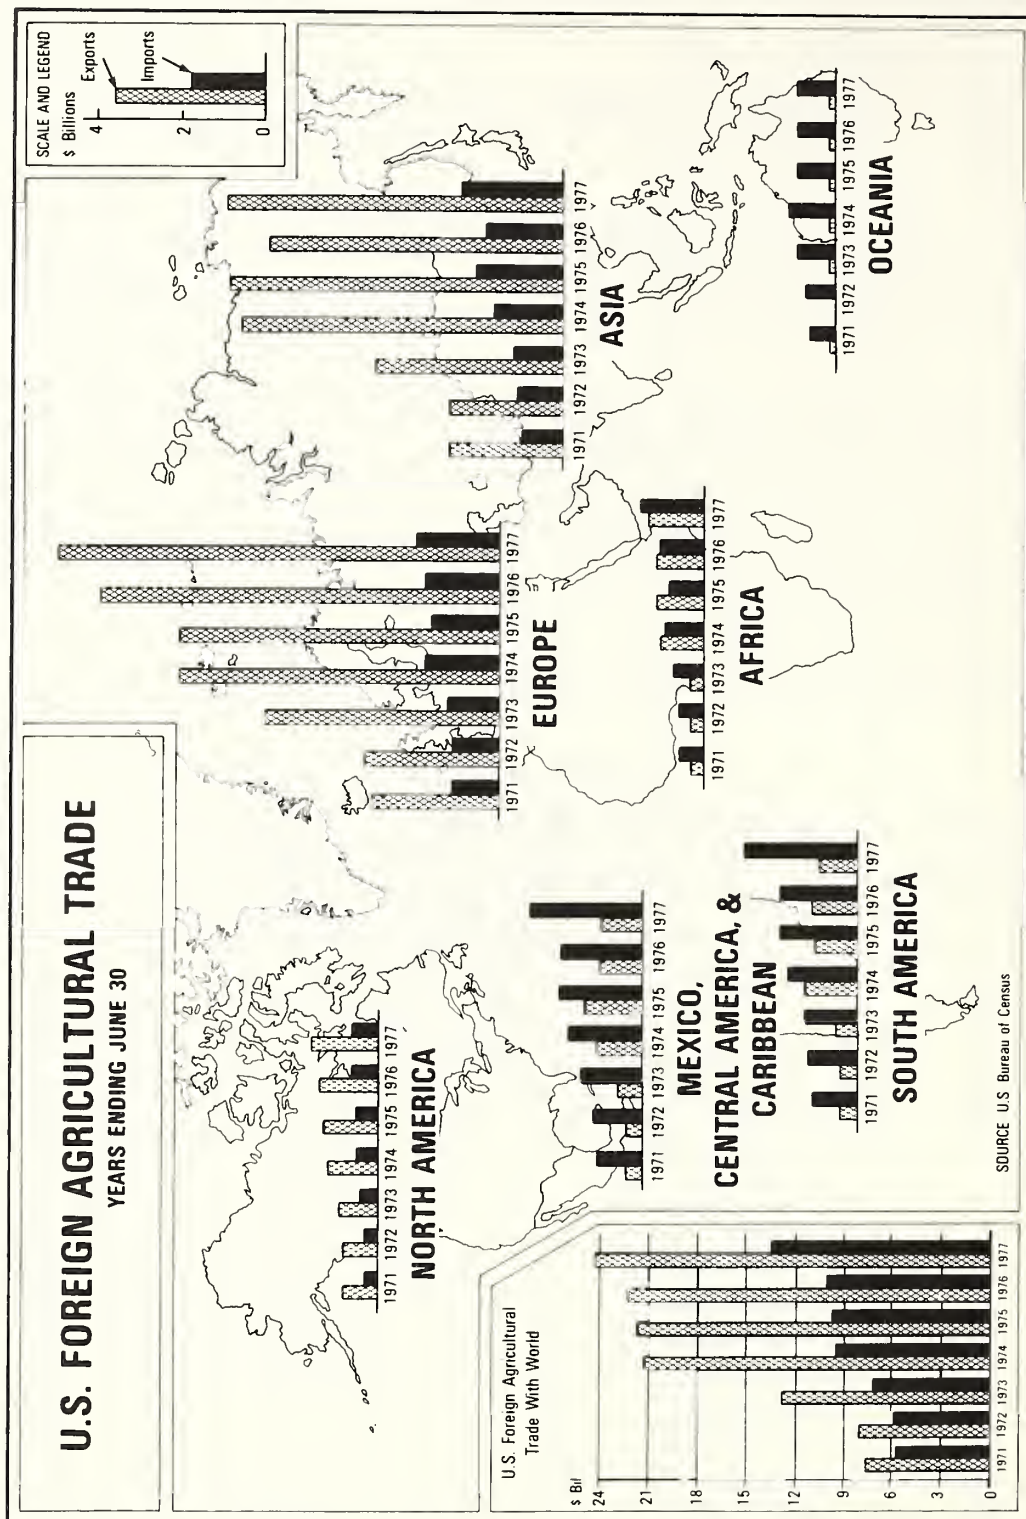 U.S. FOREIGN AGRICULTURAL TRADE
YEARS ENDING JUNE 30
SCALE AND LEGEND
$ Billions
Exports
Imports
4
2
0
NORTH AMERICA
1971 1972 1973 1974 1975 1976 1977
EUROPE
1971 1972 1973 1974 1975 1976 1977
ASIA
1971 1972 1973 1974 1975 1976 1977
MEXICO,
CENTRAL AMERICA, &
CARIBBEAN
1971 1972 1973 1974 1975 1976 1977
AFRICA
1971 1972 1973 1974 1975 1976 1977
OCEANIA
1971 1972 1973 1974 1975 1976 1977
SOUTH AMERICA
1971 1972 1973 1974 1975 1976 1977
U.S. Foreign Agricultural
Trade With World
$ Bil
24
21
18
15
12
9
6
3
0
1971 1972 1973 1974 1975 1976 1977
SOURCE U.S Bureau of Census